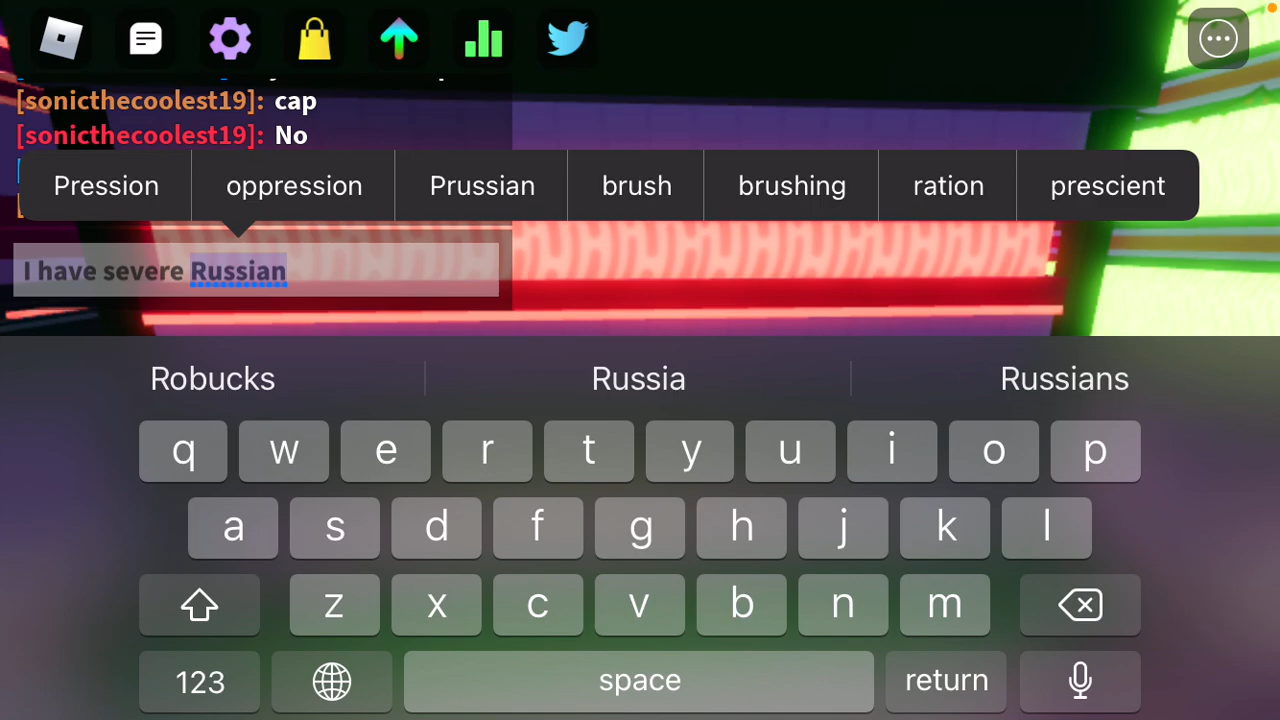 [sonicthecoolest19]: cap
[sonicthecoolest19]: No
Pression oppression Prussian brush brushing ration prescient
I have severe Russian
Robucks Russia Russians
q w e r t y u i o p
a s d f g h j k l
z x c v b n m
123 space return